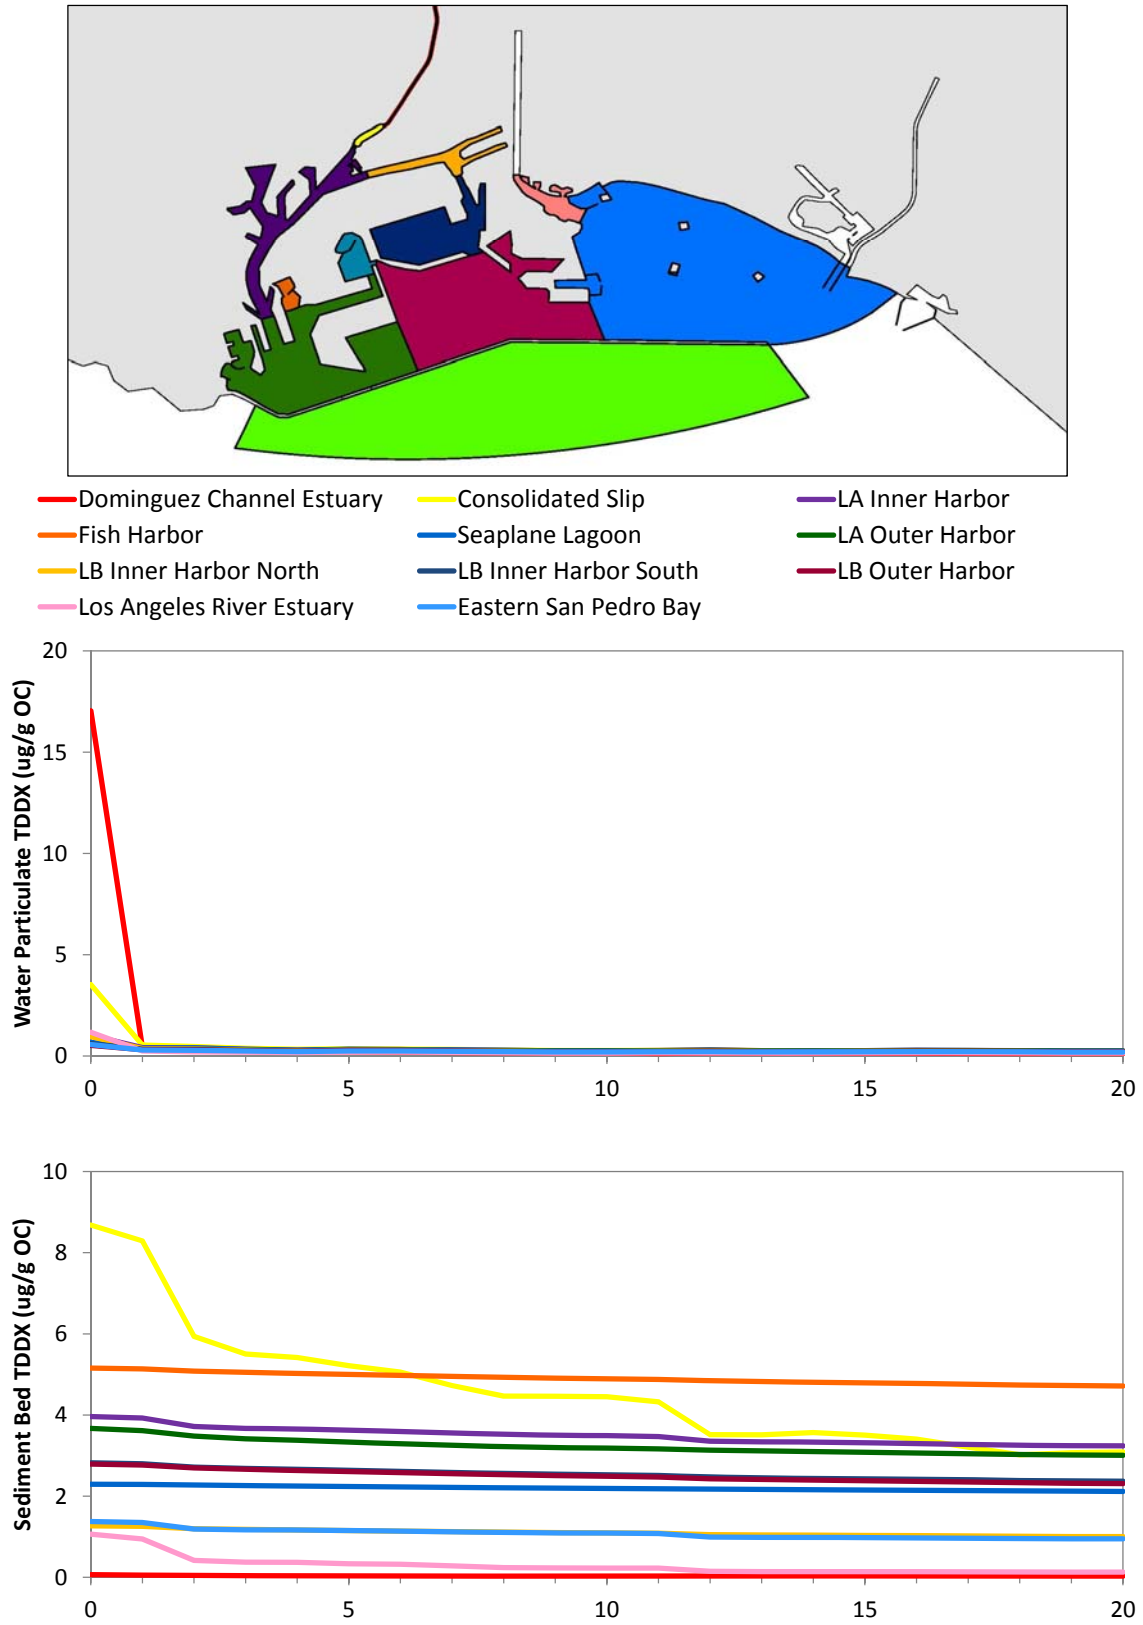 Dominguez Channel Estuary Consolidated Slip LA Inner Harbor
Fish Harbor Seaplane Lagoon LA Outer Harbor
LB Inner Harbor North LB Inner Harbor South LB Outer Harbor
Los Angeles River Estuary Eastern San Pedro Bay
Water Particulate TDDX (ug/g OC)
20
15
10
5
0
0 5 10 15 20
Sediment Bed TDDX (ug/g OC)
10
8
6
4
2
0
0 5 10 15 20